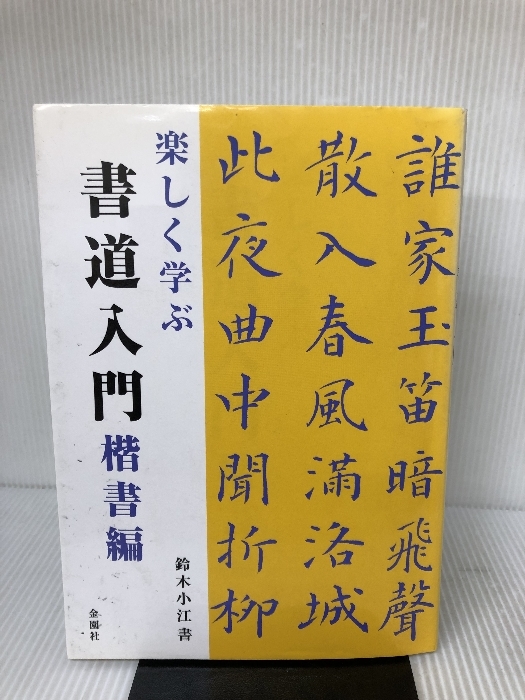 誰家玉笛暗飛聲
散入春風滿洛城
此夜曲中聞折柳
楽しく学ぶ
書道入門楷書編
鈴木小江書
金園社